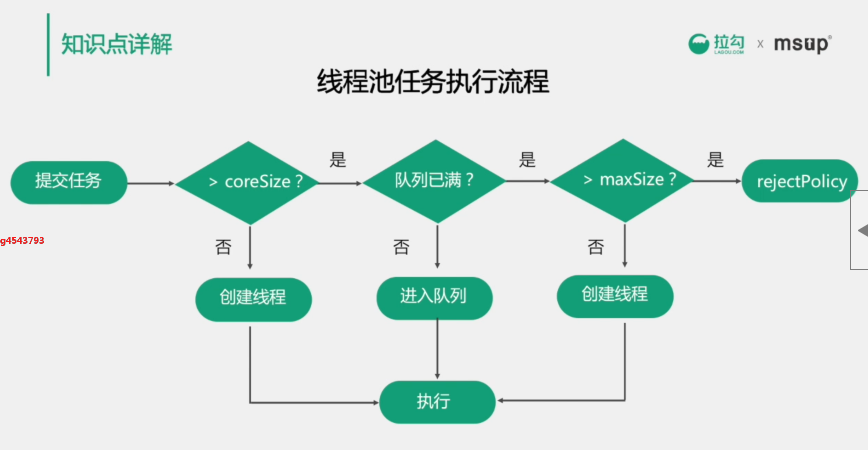 知识点详解
拉勾
LAGOU.COM
x
msup®
线程池任务执行流程
提交任务
> coreSize？
是
队列已满？
是
> maxSize？
是
rejectPolicy
g4543793
否
否
否
创建线程
进入队列
创建线程
执行